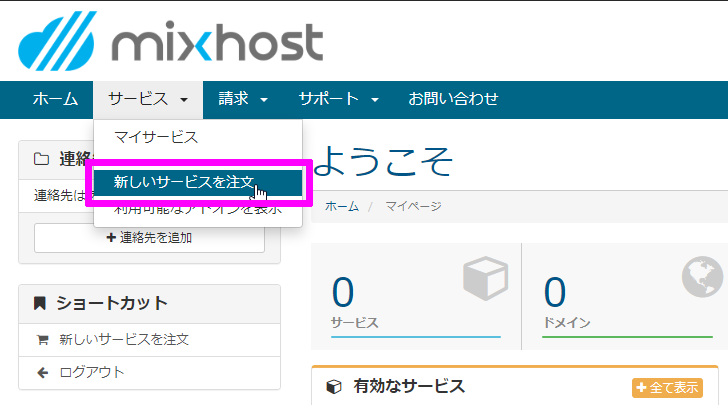 mixhost
ホーム サービス 請求 サポート お問い合わせ
マイサービス
新しいサービスを注文
利用可能なアドオンを表示
連絡
連絡先は
連絡先を追加
ショートカット
新しいサービスを注文
ログアウト
ようこそ
ホーム / マイページ
0
サービス
0
ドメイン
有効なサービス
全て表示